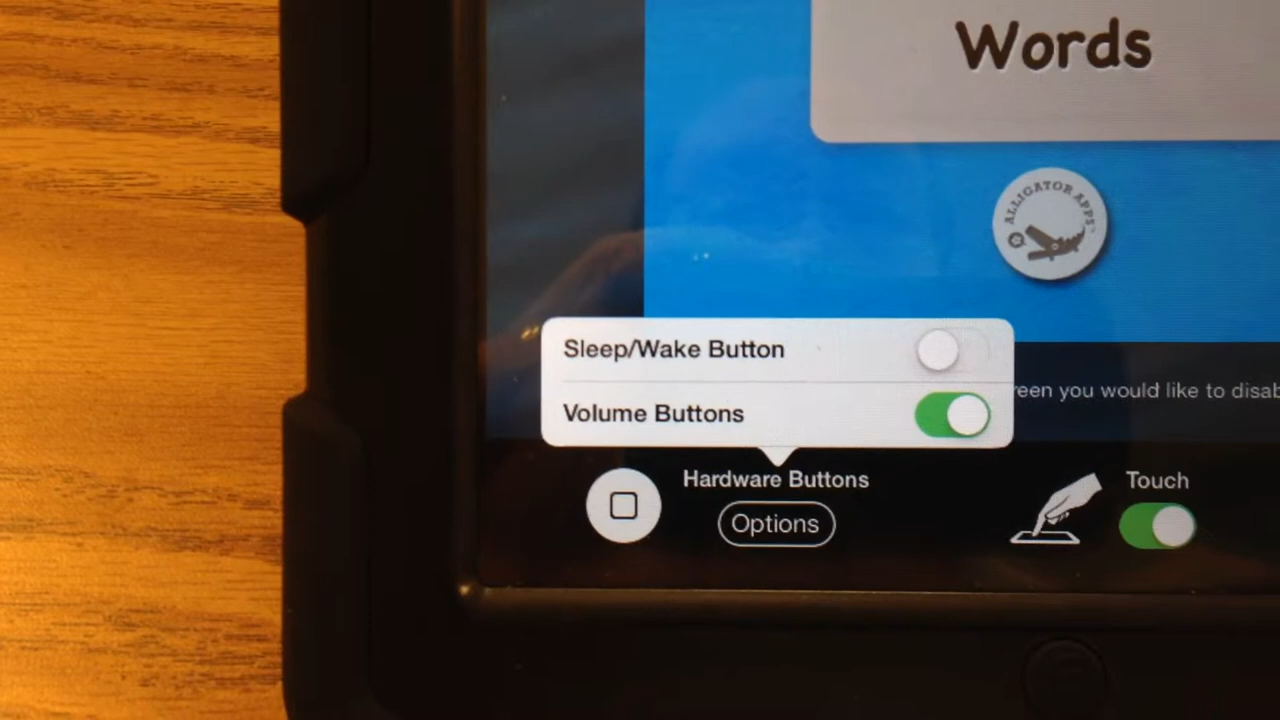 Words
ALLIGATOR APPS
Sleep/Wake Button
Volume Buttons
reen you would like to disab
Hardware Buttons
Options
Touch